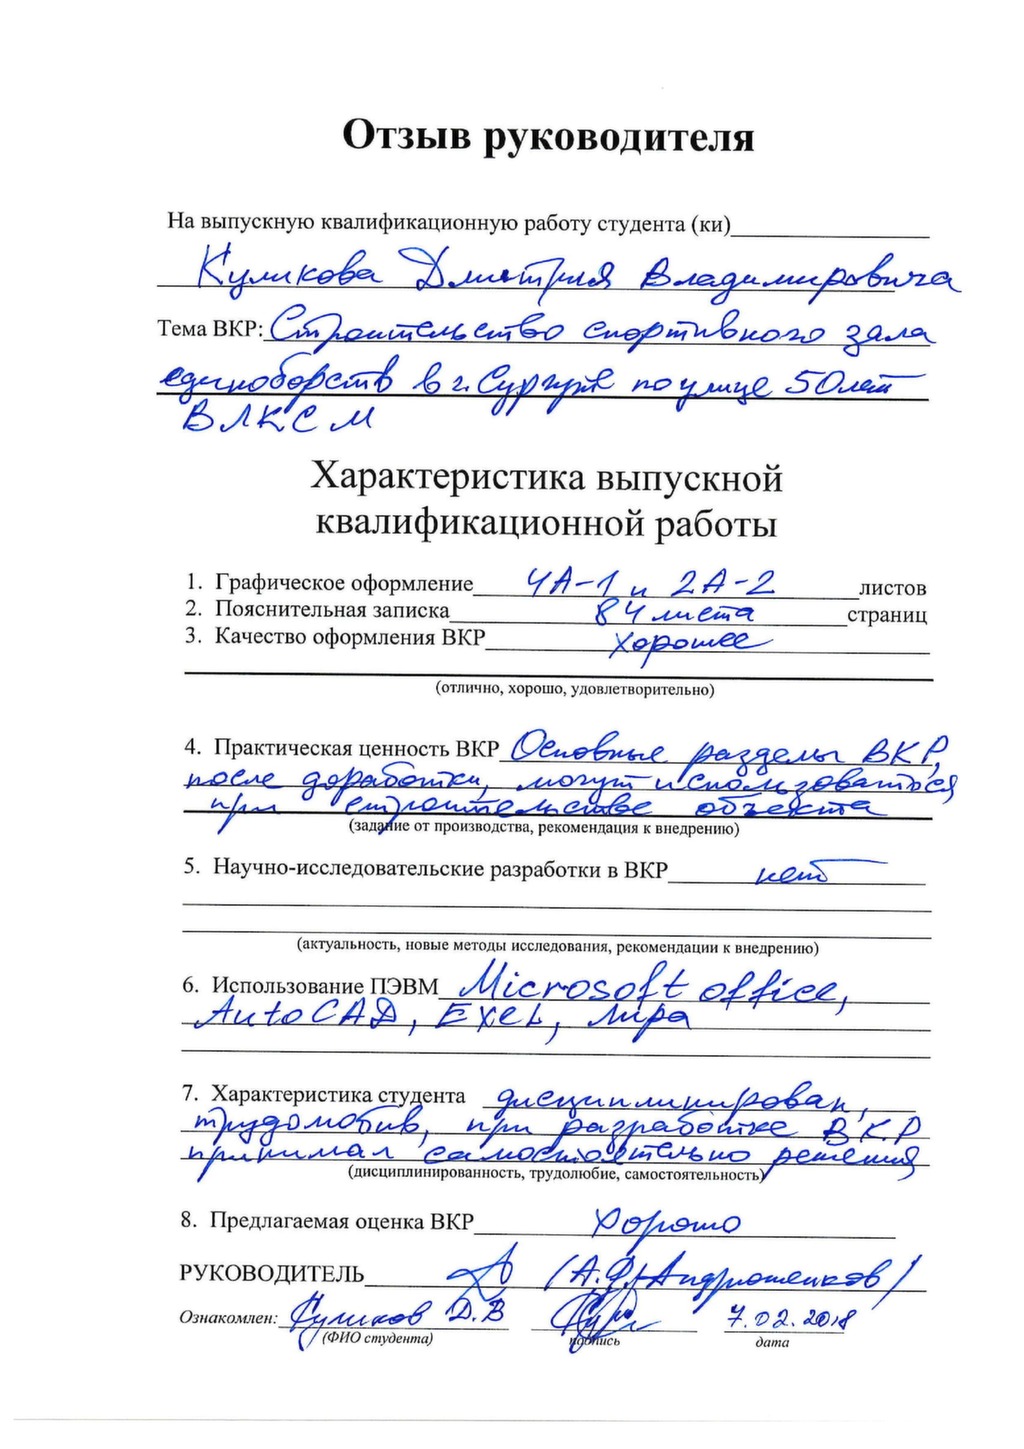 Отзыв руководителя
На выпускную квалификационную работу студента (ки)
Куликова Дмитрия Владимировича
Тема ВКР: Строительство спортивного зала
единоборств в г. Сургуте по улице 50 лет
ВЛКСМ
Характеристика выпускной
квалификационной работы
1. Графическое оформление 4А-1 и 2А-2 листов
2. Пояснительная записка 84 листа страниц
3. Качество оформления ВКР хорошее
(отлично, хорошо, удовлетворительно)
4. Практическая ценность ВКР Основные разделы ВКР,
после доработки, могут использоваться
при строительстве объекта
(задание от производства, рекомендация к внедрению)
5. Научно-исследовательские разработки в ВКР нет
(актуальность, новые методы исследования, рекомендации к внедрению)
6. Использование ПЭВМ Microsoft office,
AutoCAD, Exel, Лира
7. Характеристика студента дисциплинирован,
трудолюбив, при разработке ВКР
принимал самостоятельно решения
(дисциплинированность, трудолюбие, самостоятельность)
8. Предлагаемая оценка ВКР Хорошо
РУКОВОДИТЕЛЬ (А.Ф. Андрюшенков)
Ознакомлен: Куликов Д.В 7.02.2018
(ФИО студента) подпись дата